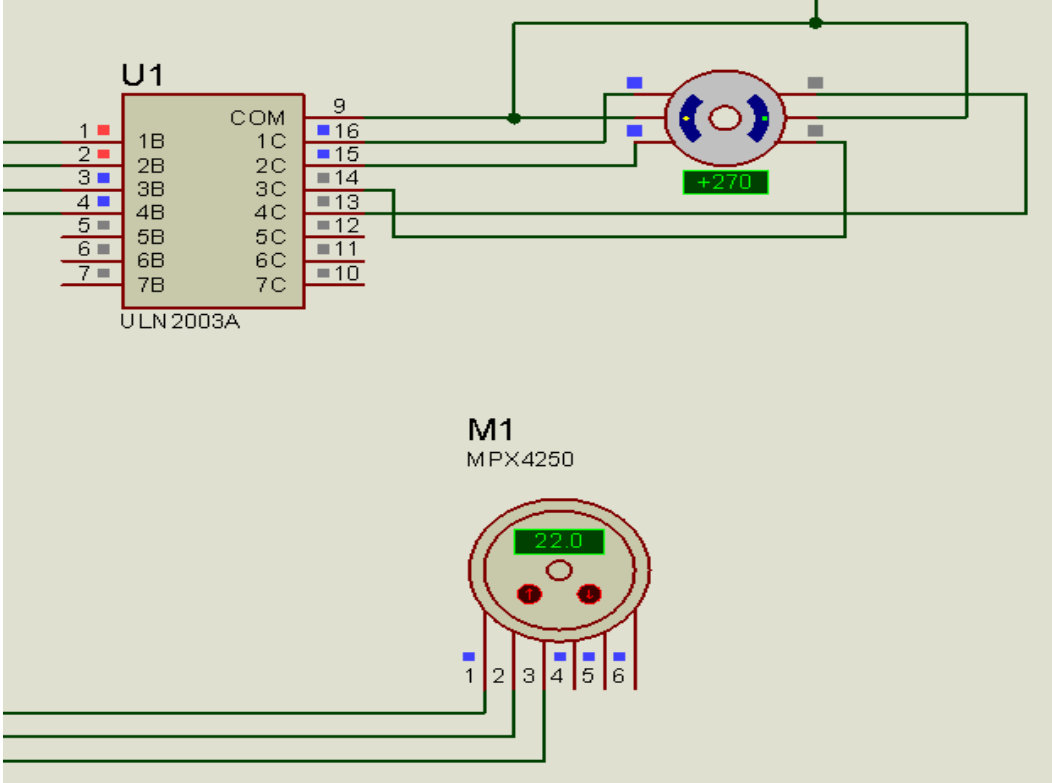 U1
COM 9
1 1B 1C 16
2 2B 2C 15
3 3B 3C 14
4 4B 4C 13
5 5B 5C 12
6 6B 6C 11
7 7B 7C 10
ULN2003A
+270
M1
MPX4250
22.0
1 2 3 4 5 6